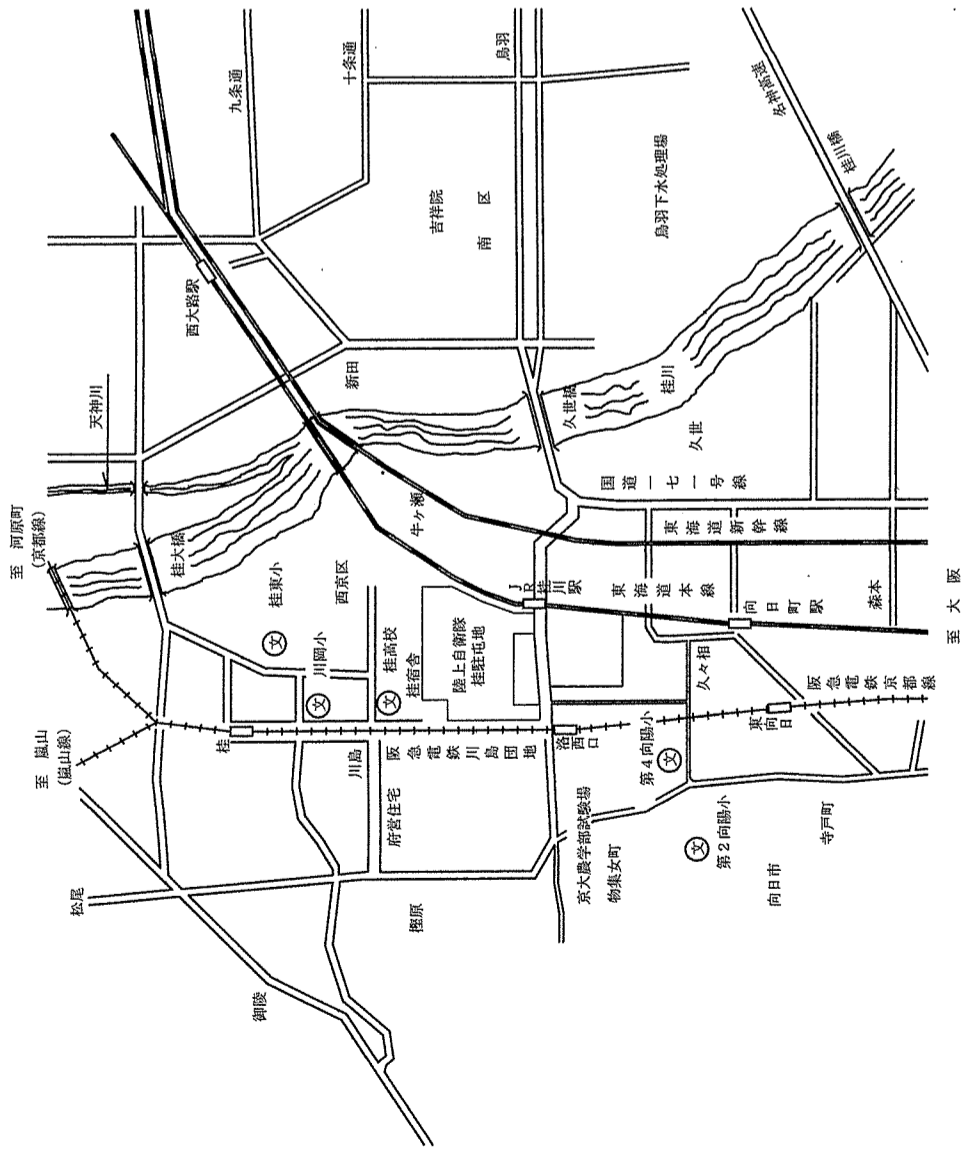 至 河原町
(京都線)
至 嵐山
(嵐山線)
天神川
西大路駅
九条通
十条通
鳥羽
吉祥院
南区
鳥羽下水処理場
名神高速
桂川橋
新田
桂大橋
桂東小
西京区
牛ヶ瀬
久世橋
桂川
久世
国道一七一号線
東海道新幹線
JR桂川駅
東海道本線
向日町駅
森本
至大阪
文
川岡小
文
桂高校
文
桂宿舎
陸上自衛隊
桂駐屯地
久々相
阪急電鉄京都線
桂
川島
阪急電鉄川島団地
洛西口
第4向陽小
文
東向日
府営住宅
京大農学部試験場
物集女町
文
第2向陽小
寺戸町
向日市
松尾
樫原
御陵